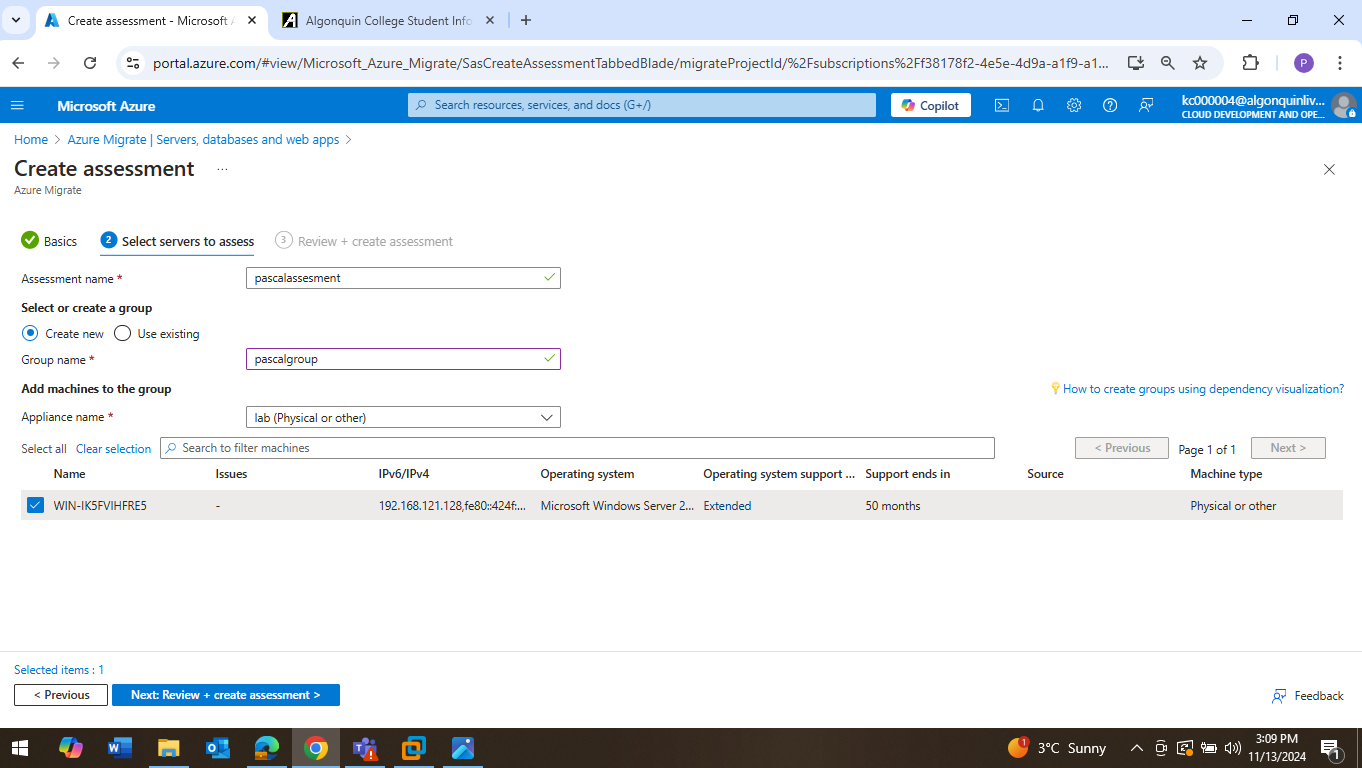 Create assessment - Microsoft A
Algonquin College Student Info
portal.azure.com/#view/Microsoft_Azure_Migrate/SasCreateAssessmentTabbedBlade/migrateProjectId/%2Fsubscriptions%2Ff38178f2-4e5e-4d9a-a1f9-a1...
P
Microsoft Azure
Search resources, services, and docs (G+/)
Copilot
kc000004@algonquinliv...
CLOUD DEVELOPMENT AND OPE...
Home > Azure Migrate | Servers, databases and web apps >
Create assessment ...
Azure Migrate
Basics
2 Select servers to assess
3 Review + create assessment
Assessment name * pascalassesment
Select or create a group
Create new Use existing
Group name * pascalgroup
Add machines to the group
How to create groups using dependency visualization?
Appliance name * lab (Physical or other)
Select all Clear selection Search to filter machines < Previous Page 1 of 1 Next >
Name Issues IPv6/IPv4 Operating system Operating system support ... Support ends in Source Machine type
WIN-IK5FVIHFRE5 - 192.168.121.128,fe80::424f:... Microsoft Windows Server 2... Extended 50 months Physical or other
Selected items : 1
< Previous Next: Review + create assessment >
Feedback
1 3°C Sunny
3:09 PM
11/13/2024
1